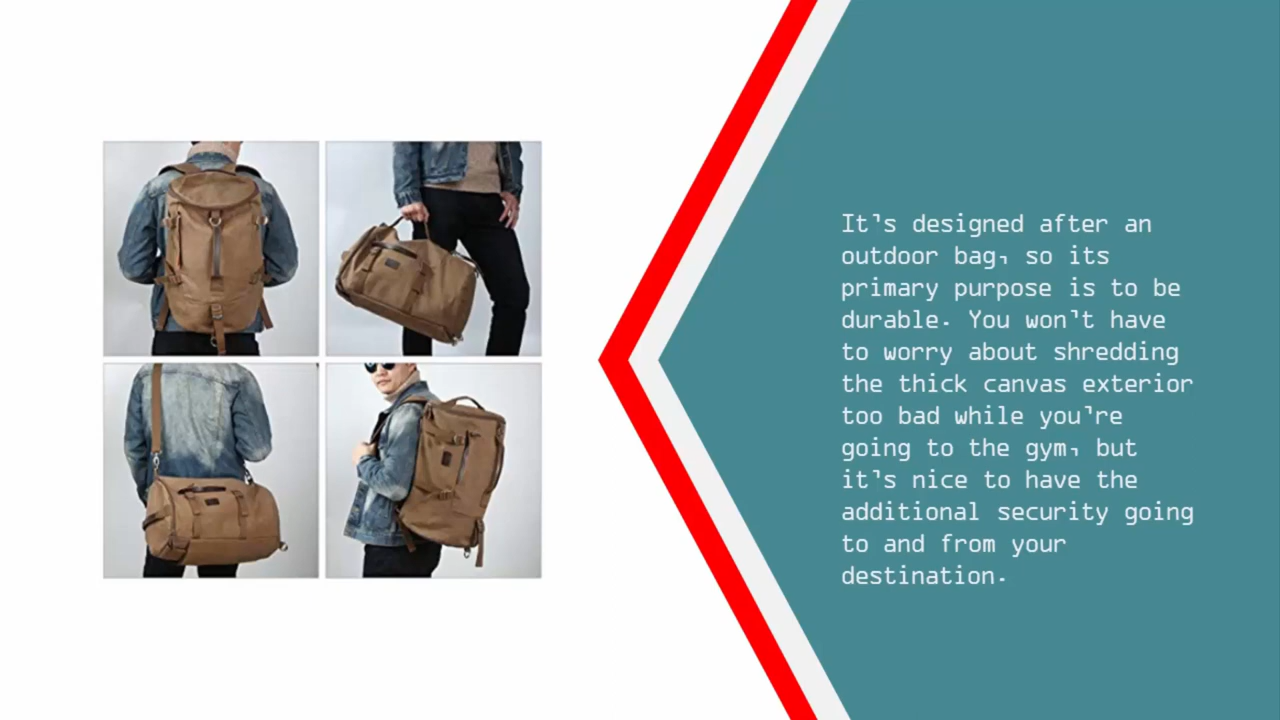 It's designed after an
outdoor bag, so its
primary purpose is to be
durable. You won't have
to worry about shredding
the thick canvas exterior
too bad while you're
going to the gym, but
it's nice to have the
additional security going
to and from your
destination.